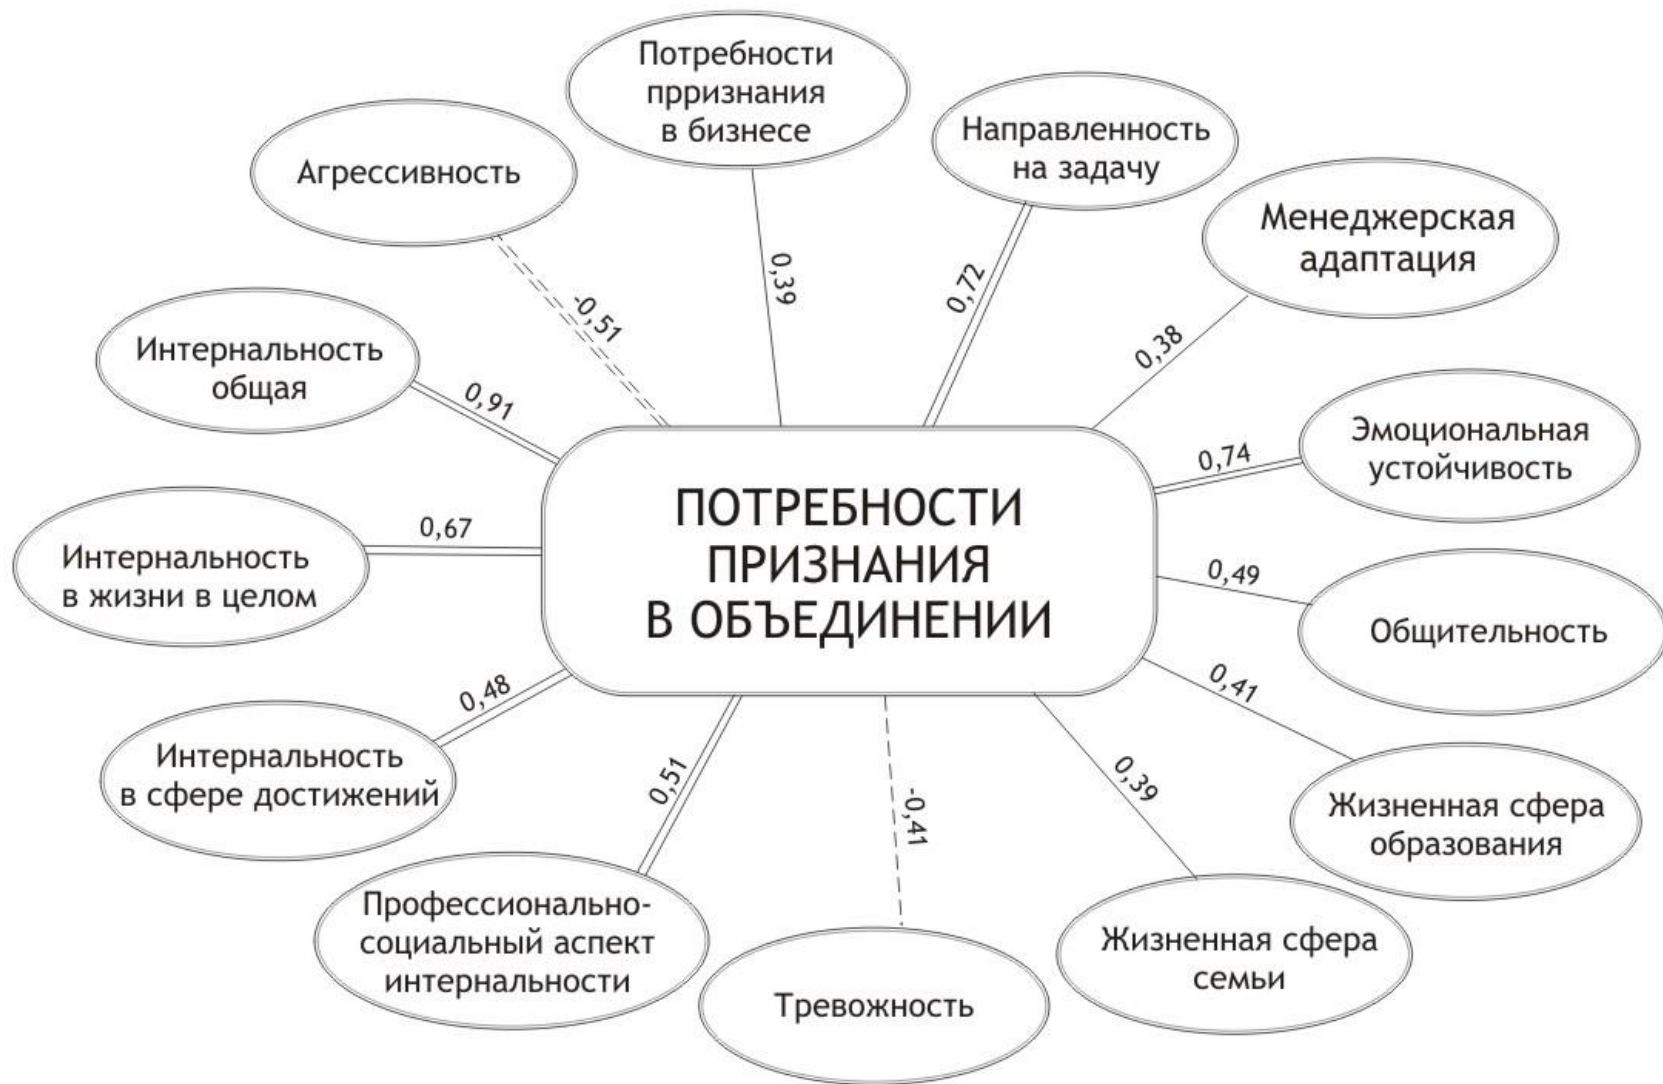 Потребности
прризнания
в бизнесе
Направленность
на задачу
Агрессивность
Менеджерская
адаптация
0,39
0,72
-0,51
0,38
Интернальность
общая
0,91
Эмоциональная
устойчивость
0,74
ПОТРЕБНОСТИ
ПРИЗНАНИЯ
В ОБЪЕДИНЕНИИ
0,67
Интернальность
в жизни в целом
0,49
Общительность
0,48
0,41
Интернальность
в сфере достижений
0,51
-0,41
0,39
Жизненная сфера
образования
Профессионально-
социальный аспект
интернальности
Жизненная сфера
семьи
Тревожность